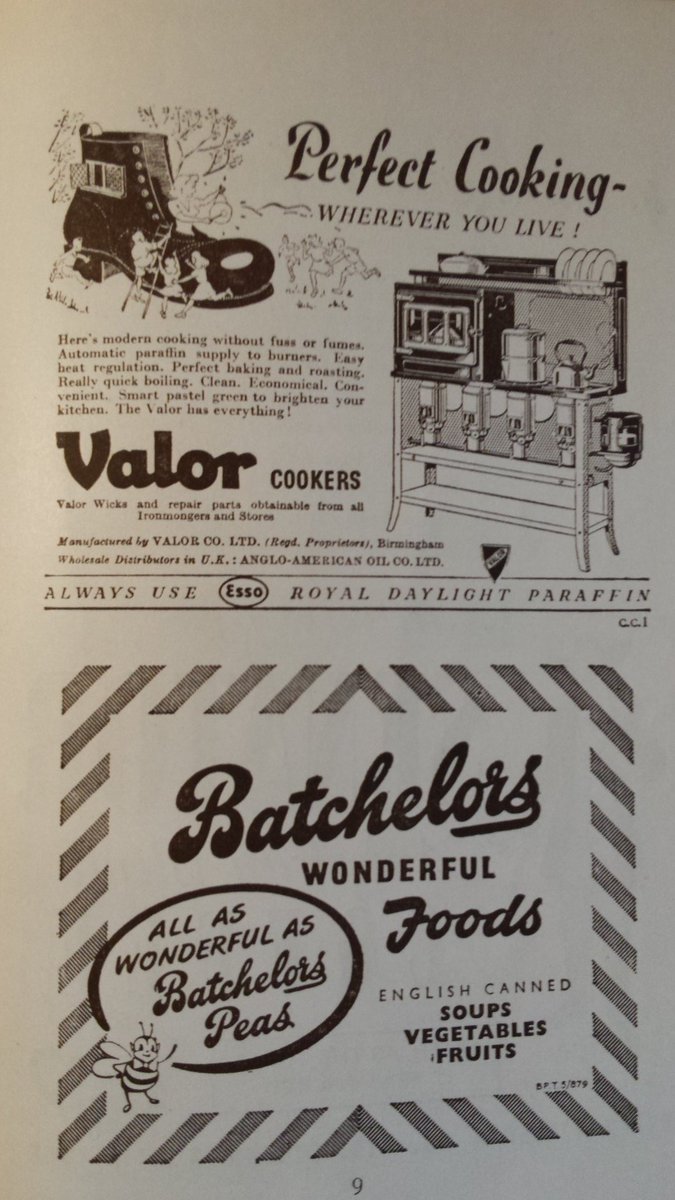 Perfect Cooking-
WHEREVER YOU LIVE!
Here's modern cooking without fuss or fumes.
Automatic paraffin supply to burners. Easy
heat regulation. Perfect baking and roasting.
Really quick boiling. Clean. Economical. Con-
venient. Smart pastel green to brighten your
kitchen. The Valor has everything!
Valor COOKERS
Valor Wicks and repair parts obtainable from all
Ironmongers and Stores
Manufactured by VALOR CO. LTD. (Regd. Proprietors), Birmingham
Wholesale Distributors in U.K.: ANGLO-AMERICAN OIL CO. LTD.
VALOR
ALWAYS USE Esso ROYAL DAYLIGHT PARAFFIN
C.C.1
Batchelors
WONDERFUL
Foods
ALL AS
WONDERFUL AS
Batchelors
Peas
ENGLISH CANNED
SOUPS
VEGETABLES
FRUITS
BPT 5/879
9